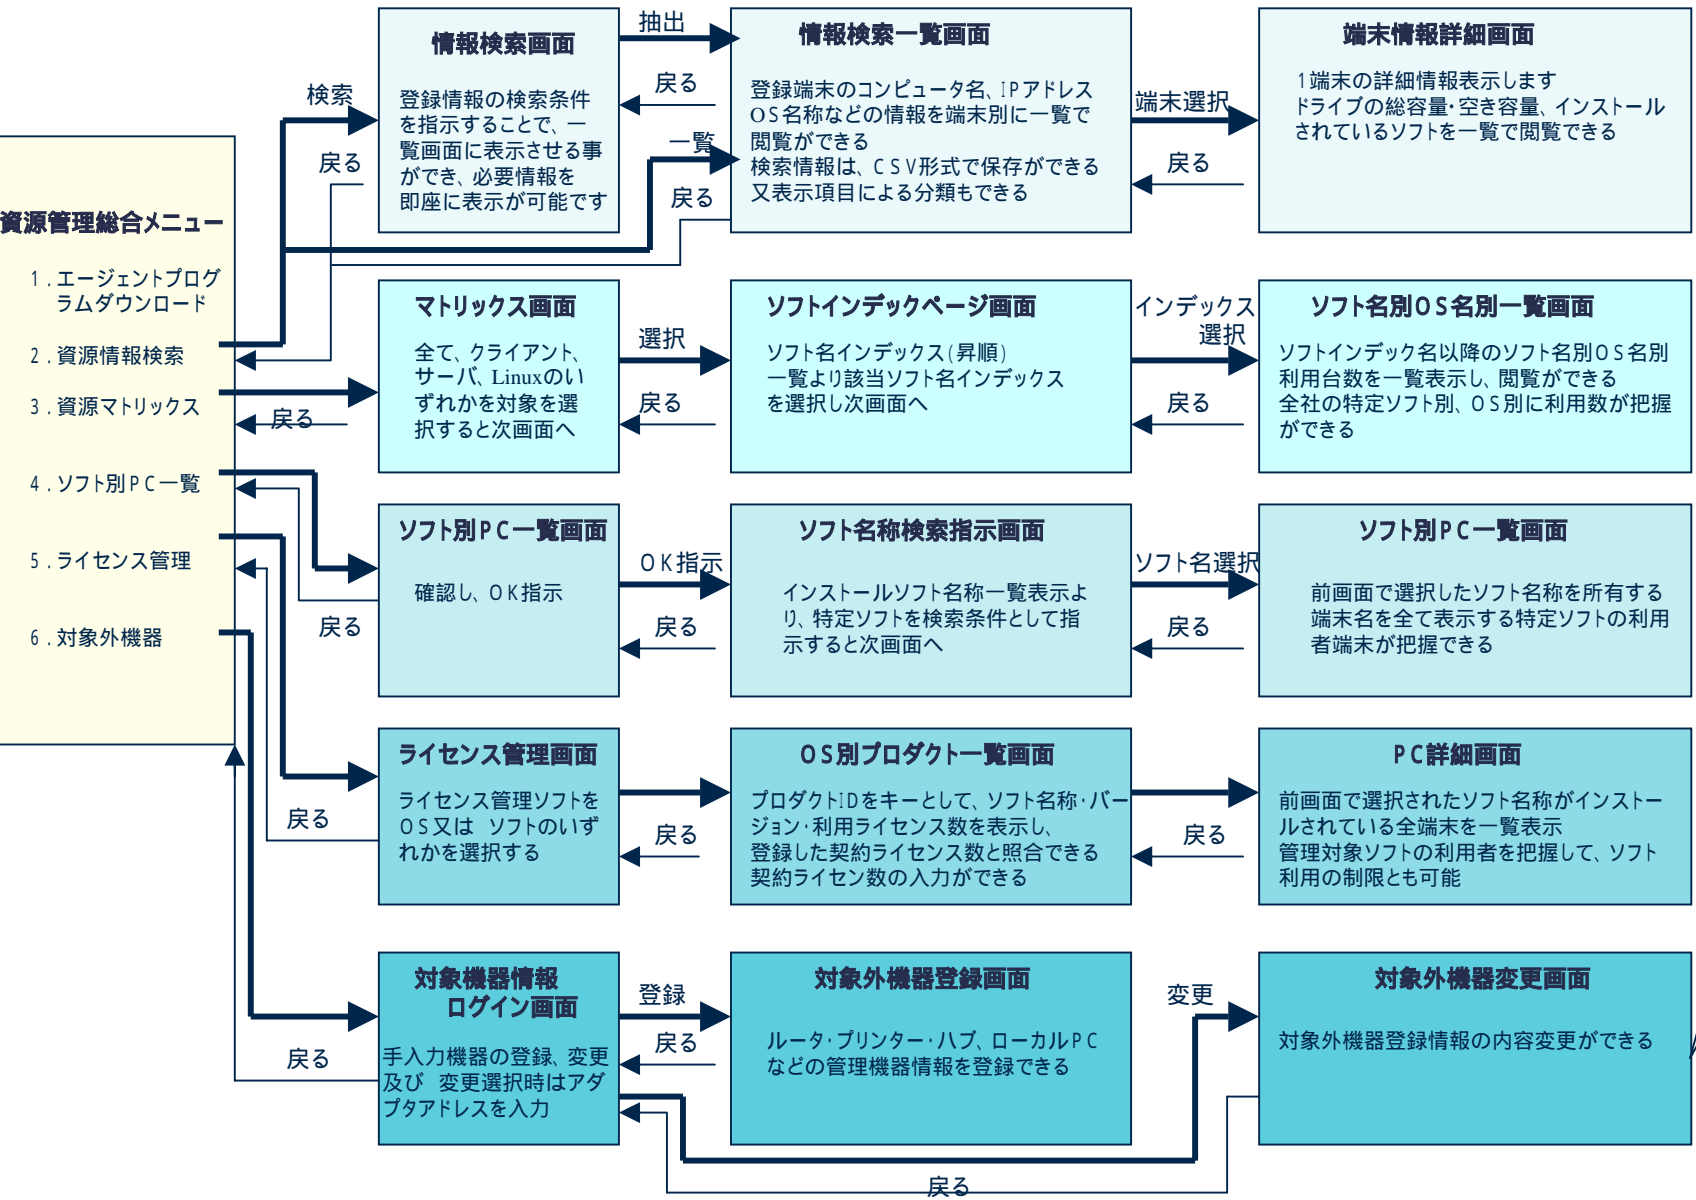 資源管理総合メニュー
1.エージェントプログ
ラムダウンロード
2.資源情報検索
3.資源マトリックス
4.ソフト別PC一覧
5.ライセンス管理
6.対象外機器
検索
戻る
情報検索画面
登録情報の検索条件
を指示することで、一
覧画面に表示させる事
ができ、必要情報を
即座に表示が可能です
抽出
戻る
一覧
戻る
情報検索一覧画面
登録端末のコンピュータ名、IPアドレス
OS名称などの情報を端末別に一覧で
閲覧ができる
検索情報は、CSV形式で保存ができる
又表示項目による分類もできる
端末選択
戻る
端末情報詳細画面
1端末の詳細情報表示します
ドライブの総容量・空き容量、インストール
されているソフトを一覧で閲覧できる
戻る
マトリックス画面
全て、クライアント、
サーバ、Linuxのい
ずれかを対象を選
択すると次画面へ
選択
戻る
ソフトインデックページ画面
ソフト名インデックス(昇順)
一覧より該当ソフト名インデックス
を選択し次画面へ
インデックス
選択
戻る
ソフト名別OS名別一覧画面
ソフトインデック名以降のソフト名別OS名別
利用台数を一覧表示し、閲覧ができる
全社の特定ソフト別、OS別に利用数が把握
ができる
戻る
ソフト別PC一覧画面
確認し、OK指示
OK指示
戻る
ソフト名称検索指示画面
インストールソフト名称一覧表示よ
り、特定ソフトを検索条件として指
示すると次画面へ
ソフト名選択
戻る
ソフト別PC一覧画面
前画面で選択したソフト名称を所有する
端末名を全て表示する特定ソフトの利用
者端末が把握できる
戻る
ライセンス管理画面
ライセンス管理ソフトを
OS又は ソフトのいず
れかを選択する
戻る
OS別プロダクト一覧画面
プロダクトIDをキーとして、ソフト名称・バー
ジョン・利用ライセンス数を表示し、
登録した契約ライセンス数と照合できる
契約ライセン数の入力ができる
戻る
PC詳細画面
前画面で選択されたソフト名称がインストー
ルされている全端末を一覧表示
管理対象ソフトの利用者を把握して、ソフト
利用の制限とも可能
戻る
対象機器情報
ログイン画面
手入力機器の登録、変更
及び 変更選択時はアダ
プタアドレスを入力
登録
戻る
対象外機器登録画面
ルータ・プリンター・ハブ、ローカルPC
などの管理機器情報を登録できる
変更
対象外機器変更画面
対象外機器登録情報の内容変更ができる
戻る